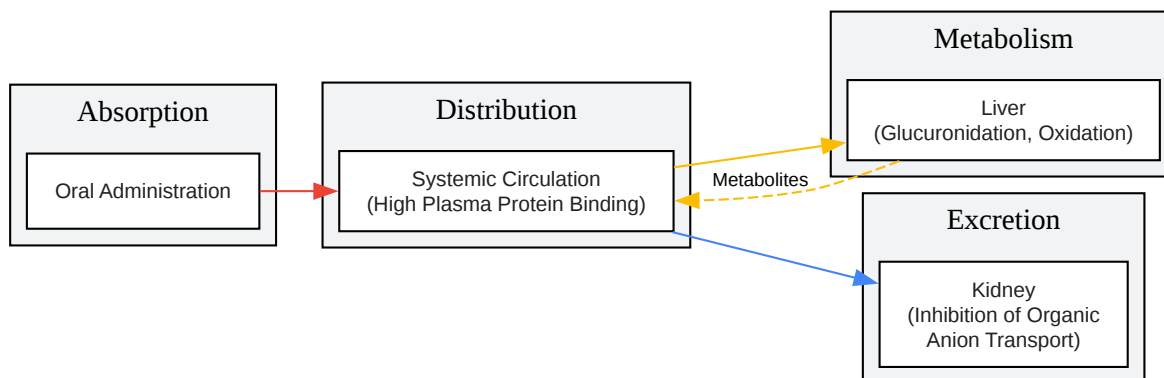 Absorption
Oral Administration
Distribution
Systemic Circulation
(High Plasma Protein Binding)
Metabolites
Metabolism
Liver
(Glucuronidation, Oxidation)
Excretion
Kidney
(Inhibition of Organic
Anion Transport)